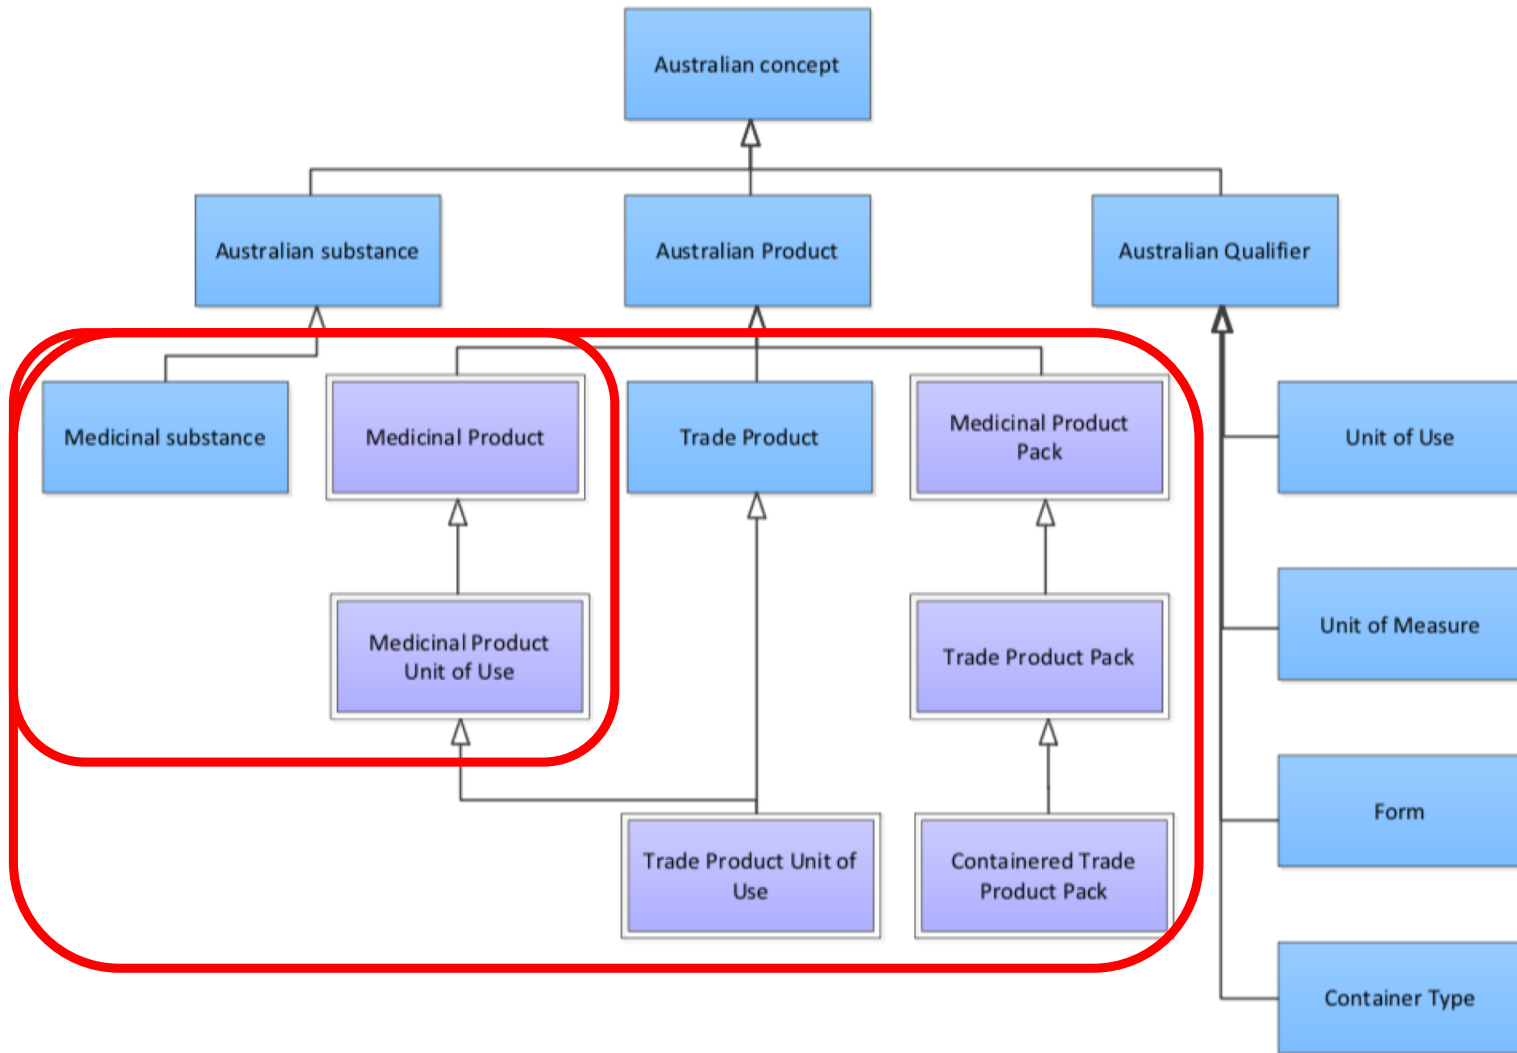 Australian concept
Australian substance
Australian Product
Australian Qualifier
Medicinal substance
Medicinal Product
Trade Product
Medicinal Product
Pack
Unit of Use
Medicinal Product
Unit of Use
Trade Product Pack
Unit of Measure
Trade Product Unit of
Use
Containered Trade
Product Pack
Form
Container Type